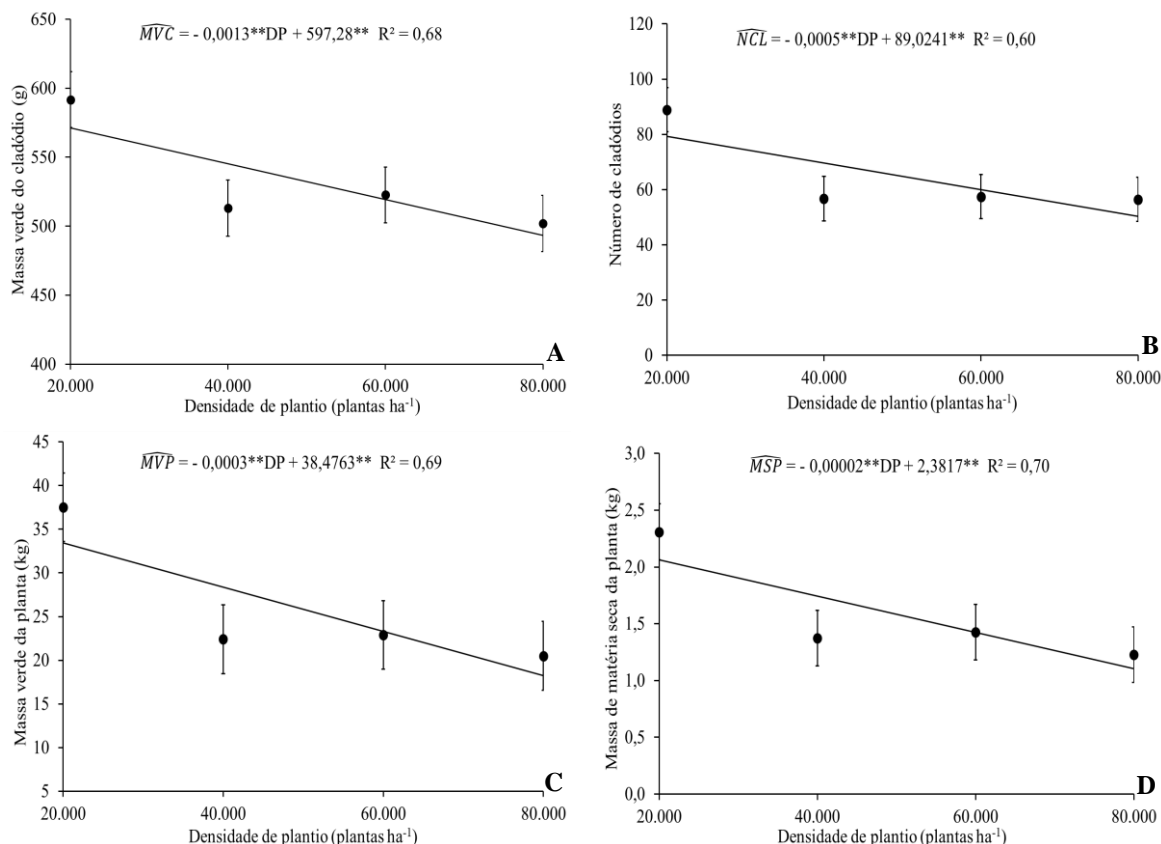 MVC = - 0,0013**DP + 597,28** R² = 0,68
Massa verde do cladódio (g)
650
600
550
500
450
400
20.000 40.000 60.000 80.000
Densidade de plantio (plantas ha⁻¹)
A
NCL = - 0,0005**DP + 89,0241** R² = 0,60
Número de cladódios
120
100
80
60
40
20
0
20.000 40.000 60.000 80.000
Densidade de plantio (plantas ha⁻¹)
B
MVP = - 0,0003**DP + 38,4763** R² = 0,69
Massa verde da planta (kg)
45
40
35
30
25
20
15
10
5
20.000 40.000 60.000 80.000
Densidade de plantio (plantas ha⁻¹)
C
MSP = - 0,00002**DP + 2,3817** R² = 0,70
Massa de matéria seca da planta (kg)
3,0
2,5
2,0
1,5
1,0
0,5
0,0
20.000 40.000 60.000 80.000
Densidade de plantio (plantas ha⁻¹)
D